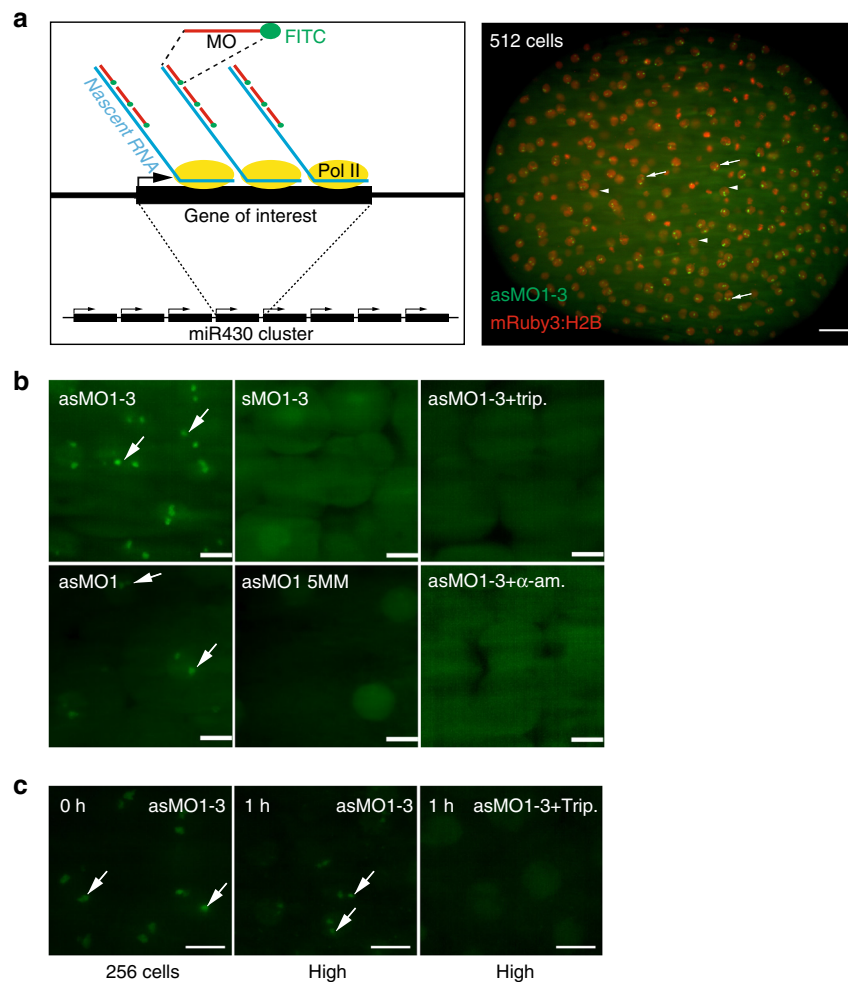 a
MO
FITC
Nascent RNA
Pol II
Gene of interest
miR430 cluster
512 cells
asMO1-3
mRuby3:H2B
b
asMO1-3
sMO1-3
asMO1-3+trip.
asMO1
asMO1 5MM
asMO1-3+α-am.
c
0 h
asMO1-3
1 h
asMO1-3
1 h
asMO1-3+Trip.
256 cells
High
High